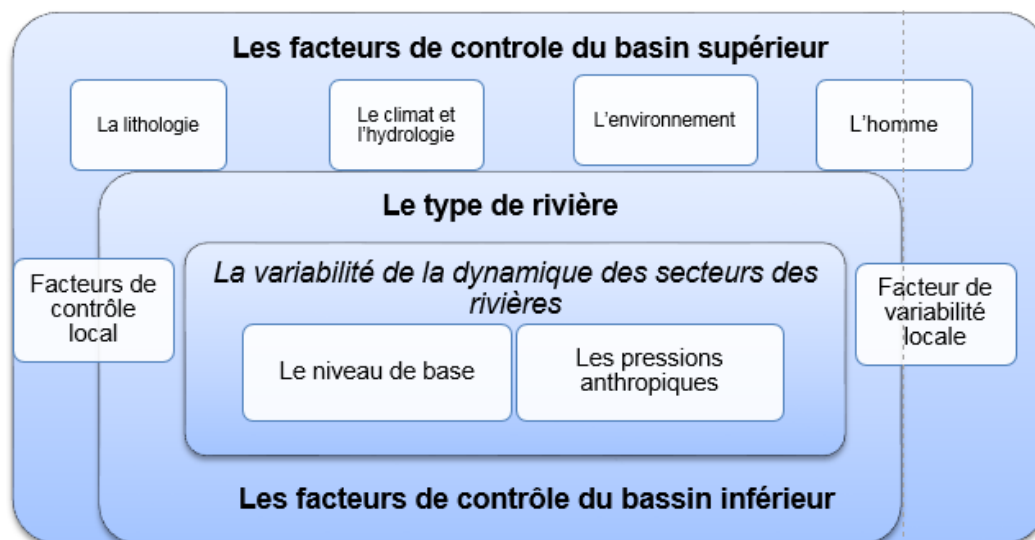 Les facteurs de controle du basin supérieur
La lithologie
Le climat et
l'hydrologie
L'environnement
L'homme
Le type de rivière
Facteurs de
contrôle
local
La variabilité de la dynamique des secteurs des
rivières
Le niveau de base
Les pressions
anthropiques
Facteur de
variabilité
locale
Les facteurs de contrôle du bassin inférieur